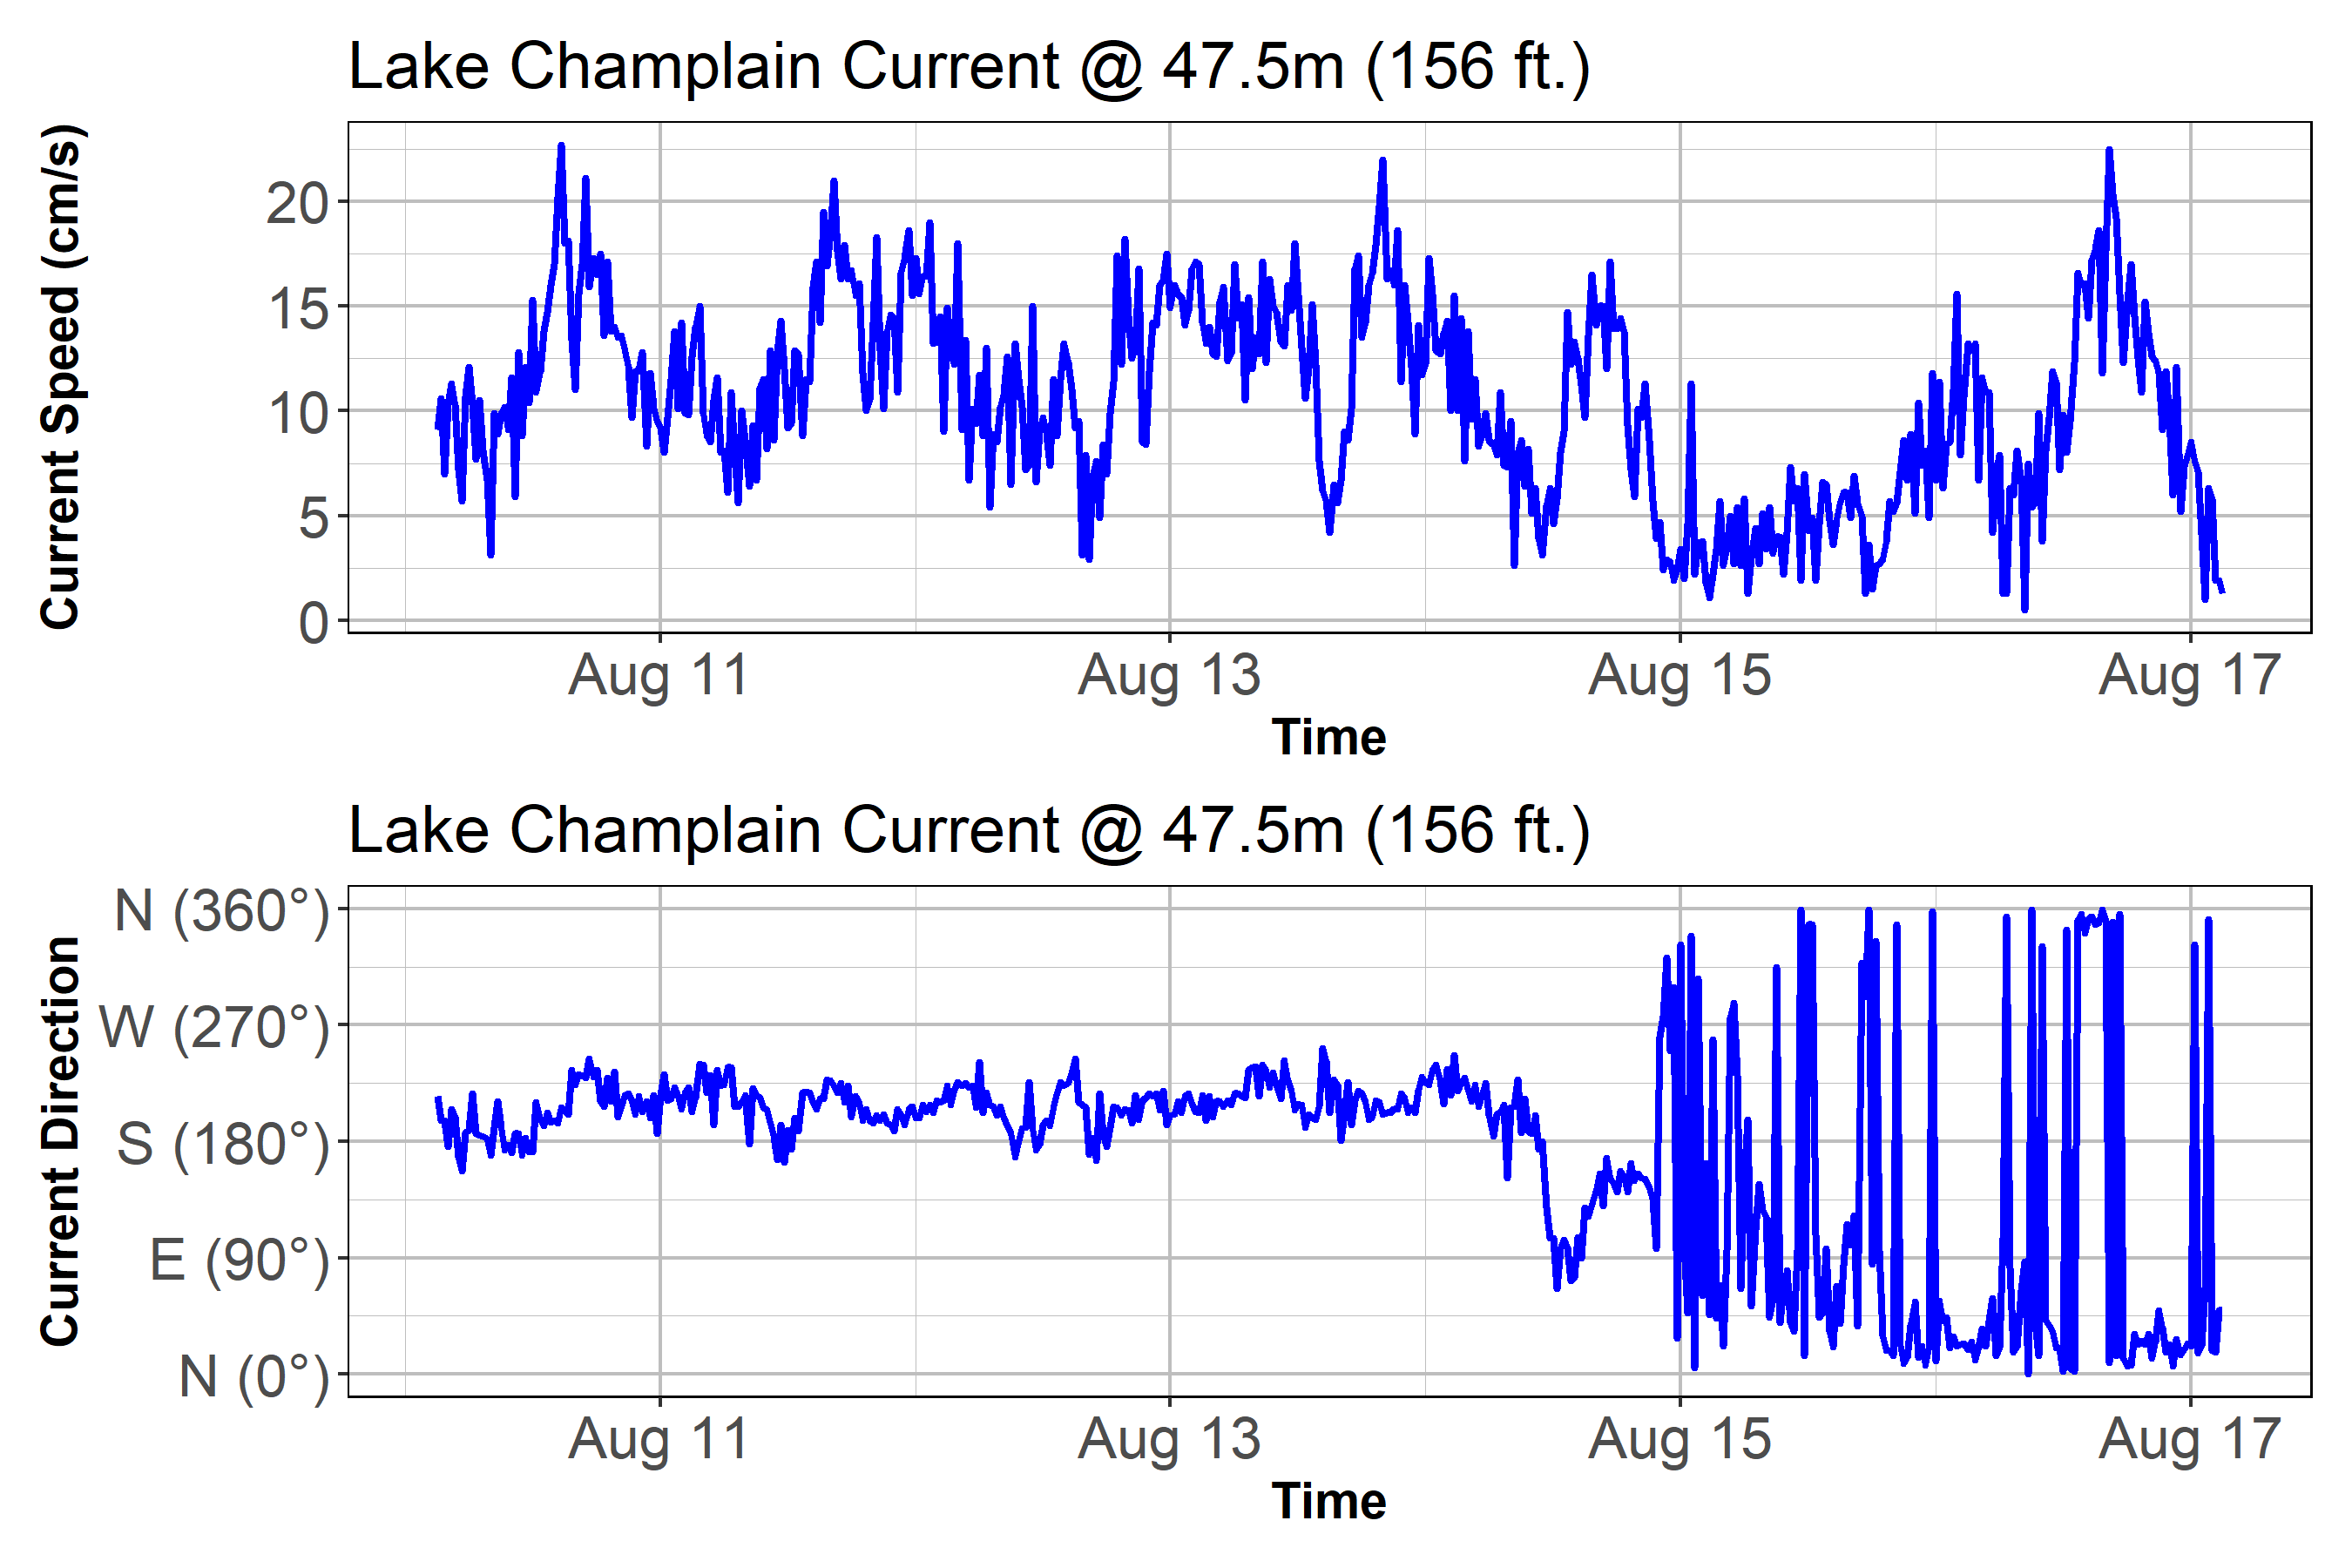 Lake Champlain Current @ 47.5m (156 ft.)
Current Speed (cm/s)
20
15
10
5
0
Aug 11 Aug 13 Aug 15 Aug 17
Time
Lake Champlain Current @ 47.5m (156 ft.)
Current Direction
N (360°)
W (270°)
S (180°)
E (90°)
N (0°)
Aug 11 Aug 13 Aug 15 Aug 17
Time